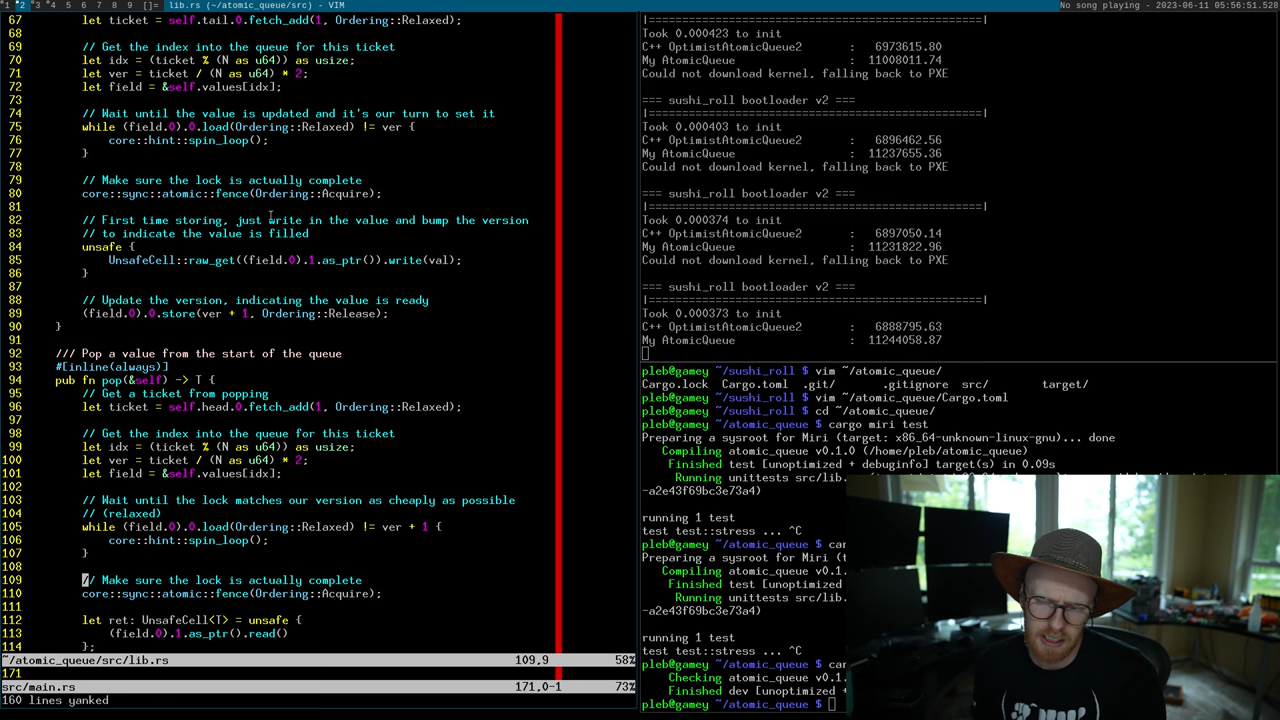 1 2 3 4 5 6 7 8 9 []= lib.rs (~/atomic_queue/src) - VIM
No song playing - 2023-06-11 05:56:51.528
67 let ticket = self.tail.0.fetch_add(1, Ordering::Relaxed);
68
69 // Get the index into the queue for this ticket
70 let idx = (ticket % (N as u64) as usize;
71 let ver = ticket / (N as u64) * 2;
72 let field = &self.values[idx];
73
74 // Wait until the value is updated and it's our turn to set it
75 while (field.0).0.load(Ordering::Relaxed) != ver {
76 core::hint::spin_loop();
77 }
78
79 // Make sure the lock is actually complete
80 core::sync::atomic::fence(Ordering::Acquire);
81
82 // First time storing, just write in the value and bump the version
83 // to indicate the value is filled
84 unsafe {
85 UnsafeCell::raw_get((field.0).1.as_ptr()).write(val);
86 }
87
88 // Update the version, indicating the value is ready
89 (field.0).0.store(ver + 1, Ordering::Release);
90 }
91
92 /// Pop a value from the start of the queue
93 #[inline(always)]
94 pub fn pop(&self) -> T {
95 // Get a ticket from popping
96 let ticket = self.head.0.fetch_add(1, Ordering::Relaxed);
97
98 // Get the index into the queue for this ticket
99 let idx = (ticket % (N as u64) as usize;
100 let ver = ticket / (N as u64) * 2;
101 let field = &self.values[idx];
102
103 // Wait until the lock matches our version as cheaply as possible
104 // (relaxed)
105 while (field.0).0.load(Ordering::Relaxed) != ver + 1 {
106 core::hint::spin_loop();
107 }
108
109 // Make sure the lock is actually complete
110 core::sync::atomic::fence(Ordering::Acquire);
111
112 let ret: UnsafeCell<T> = unsafe {
113 (field.0).1.as_ptr().read()
114 };
~/atomic_queue/src/lib.rs 109,9 58%
171
src/main.rs 171,0-1 73%
160 lines yanked
|==================================================|
Took 0.000423 to init
C++ OptimistAtomicQueue2 : 6973615.80
My AtomicQueue : 11008011.74
Could not download kernel, falling back to PXE
=== sushi_roll bootloader v2 ===
|==================================================|
Took 0.000403 to init
C++ OptimistAtomicQueue2 : 6896462.56
My AtomicQueue : 11237655.36
Could not download kernel, falling back to PXE
=== sushi_roll bootloader v2 ===
|==================================================|
Took 0.000374 to init
C++ OptimistAtomicQueue2 : 6897050.14
My AtomicQueue : 11231822.96
Could not download kernel, falling back to PXE
=== sushi_roll bootloader v2 ===
|==================================================|
Took 0.000373 to init
C++ OptimistAtomicQueue2 : 6888795.63
My AtomicQueue : 11244058.87
pleb@gamey ~/sushi_roll $ vim ~/atomic_queue/
Cargo.lock Cargo.toml .git/ .gitignore src/ target/
pleb@gamey ~/sushi_roll $ vim ~/atomic_queue/Cargo.toml
pleb@gamey ~/sushi_roll $ cd ~/atomic_queue/
pleb@gamey ~/atomic_queue $ cargo miri test
Preparing a sysroot for Miri (target: x86_64-unknown-linux-gnu)... done
Compiling atomic_queue v0.1.0 (/home/pleb/atomic_queue)
Finished test [unoptimized + debuginfo] target(s) in 0.09s
Running unittests src/lib.
-a2e43f69bc3e73a4)
running 1 test
test test::stress ... ^C
pleb@gamey ~/atomic_queue $ car
Preparing a sysroot for Miri (t
Compiling atomic_queue v0.1.
Finished test [unoptimized +
Running unittests src/lib.
-a2e43f69bc3e73a4)
running 1 test
test test::stress ... ^C
pleb@gamey ~/atomic_queue $ car
Checking atomic_queue v0.1.
Finished dev [unoptimized +
pleb@gamey ~/atomic_queue $